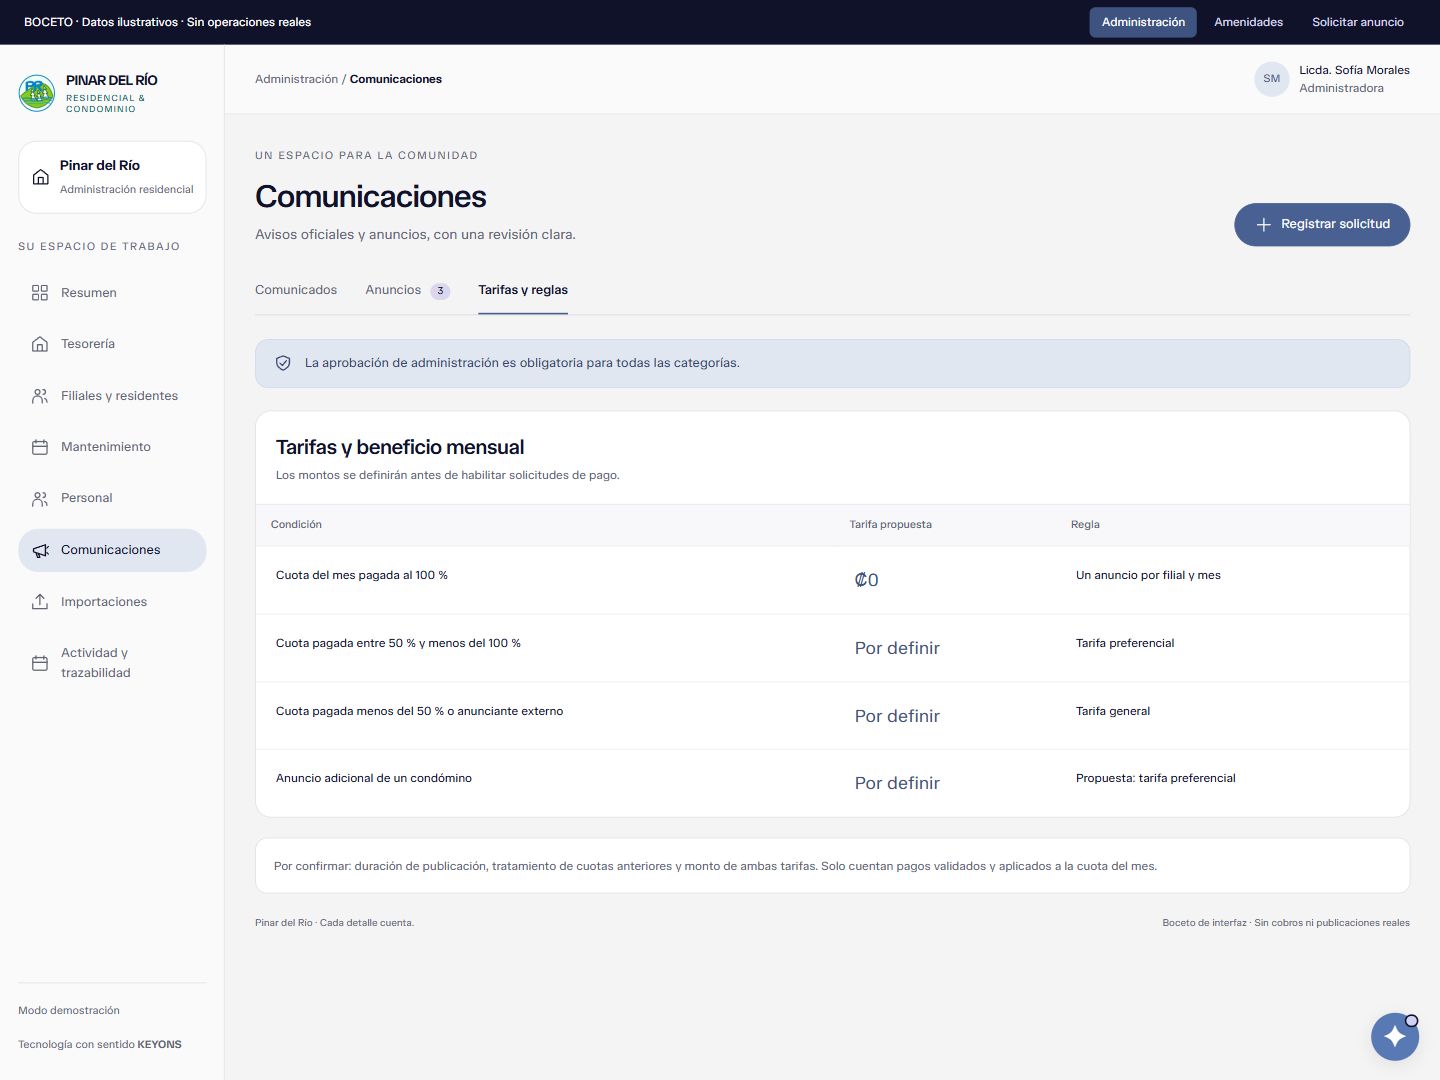 BOCETO · Datos ilustrativos · Sin operaciones reales
Administración
Amenidades
Solicitar anuncio
PR
PINAR DEL RÍO
RESIDENCIAL &
CONDOMINIO
Administración / Comunicaciones
SM
Licda. Sofía Morales
Administradora
Pinar del Río
Administración residencial
SU ESPACIO DE TRABAJO
Resumen
Tesorería
Filiales y residentes
Mantenimiento
Personal
Comunicaciones
Importaciones
Actividad y
trazabilidad
Modo demostración
Tecnología con sentido KEYONS
UN ESPACIO PARA LA COMUNIDAD
Comunicaciones
Avisos oficiales y anuncios, con una revisión clara.
Registrar solicitud
Comunicados
Anuncios 3
Tarifas y reglas
La aprobación de administración es obligatoria para todas las categorías.
Tarifas y beneficio mensual
Los montos se definirán antes de habilitar solicitudes de pago.
Condición Tarifa propuesta Regla
Cuota del mes pagada al 100 % ₡0 Un anuncio por filial y mes
Cuota pagada entre 50 % y menos del 100 % Por definir Tarifa preferencial
Cuota pagada menos del 50 % o anunciante externo Por definir Tarifa general
Anuncio adicional de un condómino Por definir Propuesta: tarifa preferencial
Por confirmar: duración de publicación, tratamiento de cuotas anteriores y monto de ambas tarifas. Solo cuentan pagos validados y aplicados a la cuota del mes.
Pinar del Río · Cada detalle cuenta.
Boceto de interfaz · Sin cobros ni publicaciones reales